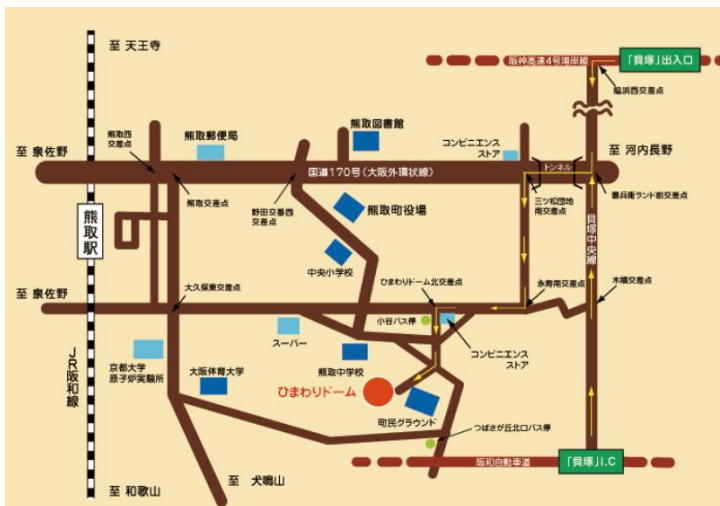 至 天王寺
阪神高速4号湾岸線
「貝塚」出入口
脇浜西交差点
熊取西
交差点
熊取郵便局
熊取図書館
コンビニエンス
ストア
至 泉佐野
至 河内長野
国道170号(大阪外環状線)
トンネル
熊取交差点
野田交番西
交差点
熊取町役場
三ツ松団地
南交差点
善兵衛ランド前交差点
熊取駅
中央小学校
貝塚中央線
ひまわりドーム北交差点
永寿南交差点
木積交差点
至 泉佐野
大久保東交差点
小谷バス停
スーパー
コンビニエンス
ストア
京都大学
原子炉実験所
大阪体育大学
熊取中学校
ひまわりドーム
JR阪和線
町民グラウンド
つばさが丘北口バス停
阪和自動車道
「貝塚」I.C
至 和歌山
至 犬鳴山